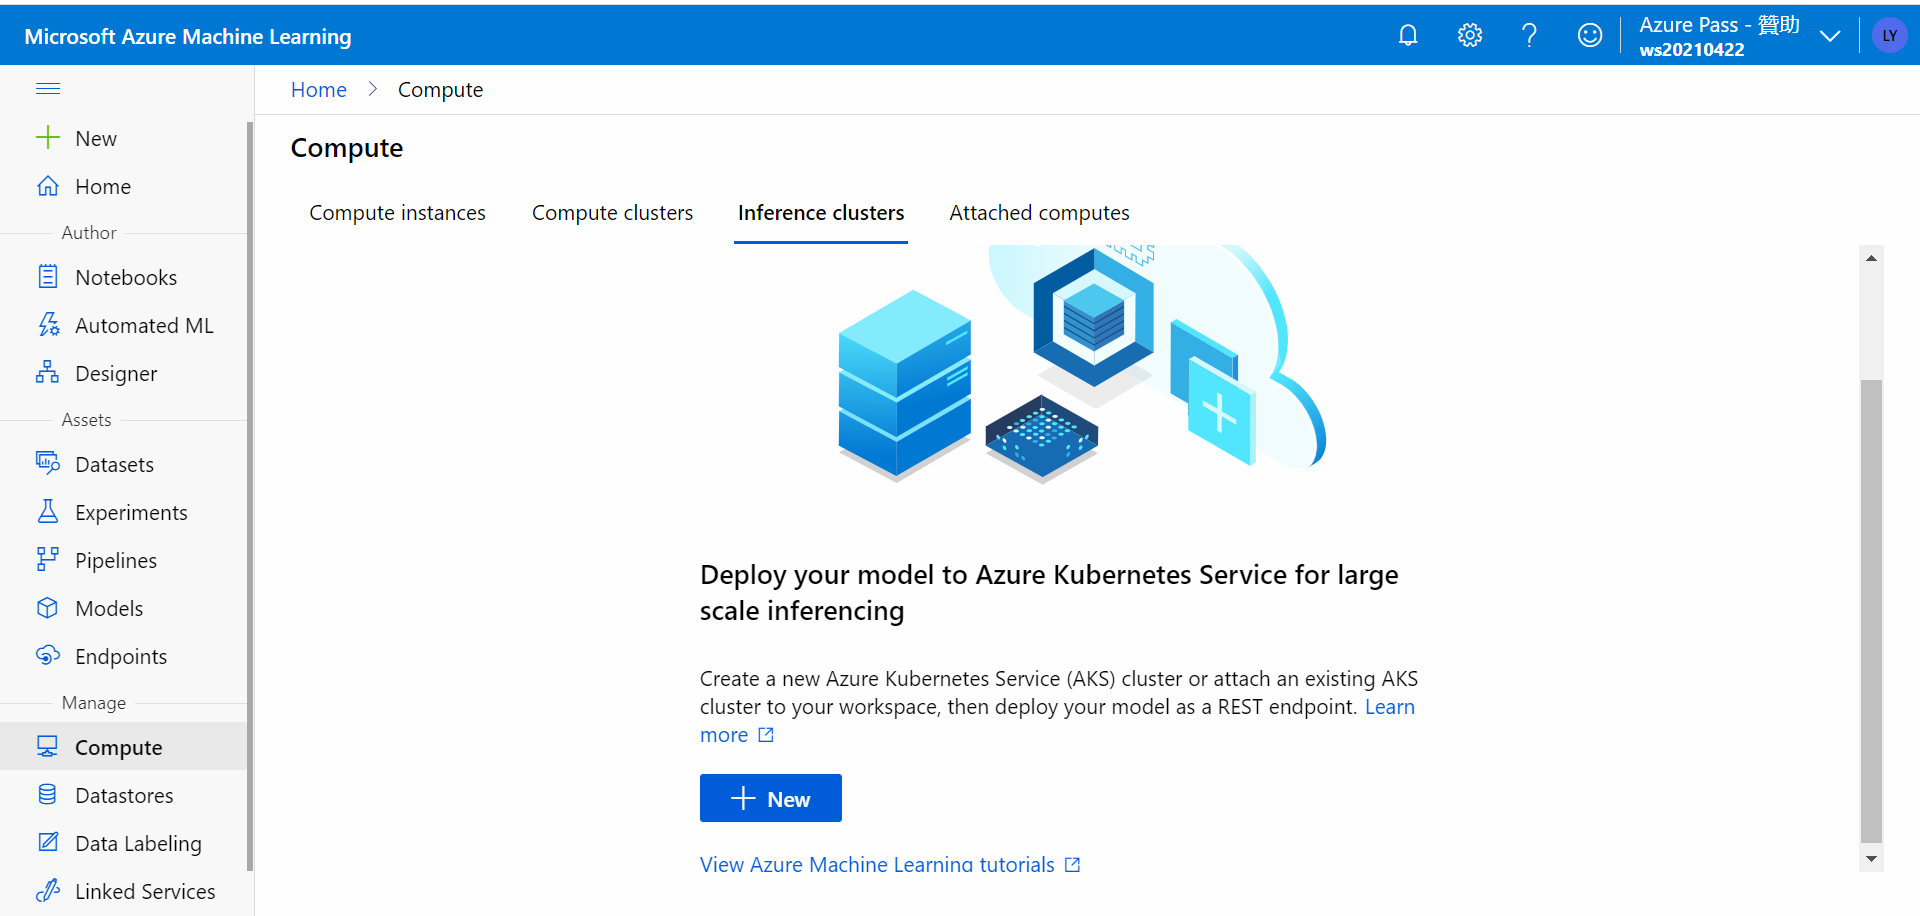 Microsoft Azure Machine Learning
Azure Pass - 贊助
ws20210422
LY
New
Home
Author
Notebooks
Automated ML
Designer
Assets
Datasets
Experiments
Pipelines
Models
Endpoints
Manage
Compute
Datastores
Data Labeling
Linked Services
Home > Compute
Compute
Compute instances Compute clusters Inference clusters Attached computes
Deploy your model to Azure Kubernetes Service for large
scale inferencing
Create a new Azure Kubernetes Service (AKS) cluster or attach an existing AKS
cluster to your workspace, then deploy your model as a REST endpoint. Learn
more
New
View Azure Machine Learning tutorials